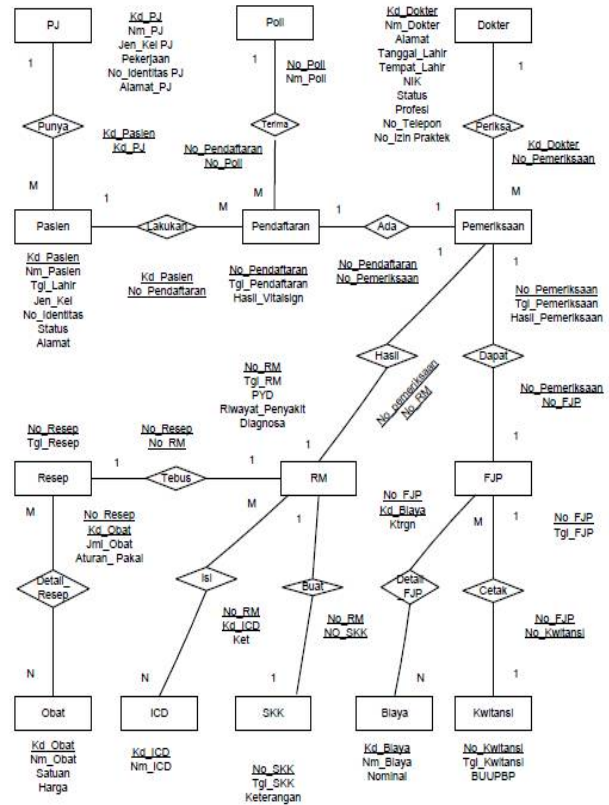 PJ
Kd_PJ
Nm_PJ
Jen_Kel PJ
Pekerjaan
No_Identitas PJ
Alamat_PJ
Poli
No_Poli
Nm_Poli
Kd_Dokter
Nm_Dokter
Alamat
Tanggal_Lahir
Tempat_Lahir
NIK
Status
Profesi
No_Telepon
No_Izin Praktek
Dokter
1
1
1
Punya
Kd_Pasien
Kd_PJ
Terima
No_Pendaftaran
No_Poli
Periksa
Kd_Dokter
No_Pemeriksaan
M
M
M
Pasien
1
Lakukan
M
Pendaftaran
1
Ada
1
Pemeriksaan
Kd_Pasien
Nm_Pasien
Tgl_Lahir
Jen_Kel
No_Identitas
Status
Alamat
Kd_Pasien
No_Pendaftaran
No_Pendaftaran
Tgl_Pendaftaran
Hasil_Vitalsign
No_Pendaftaran
No_Pemeriksaan
1
1
No_Pemeriksaan
Tgl_Pemeriksaan
Hasil_Pemeriksaan
Hasil
No_pemeriksaan
No_RM
Dapat
No_Pemeriksaan
No_FJP
No_RM
Tgl_RM
PYD
Riwayat_Penyakit
Diagnosa
1
1
No_Resep
Tgl_Resep
No_Resep
No_RM
Resep
1
Tebus
1
RM
FJP
M
No_Resep
Kd_Obat
Jml_Obat
Aturan_ Pakai
M
1
No_FJP
Kd_Biaya
Ktrgn
M
1
No_FJP
Tgl_FJP
Detail_
Resep
Isi
No_RM
Kd_ICD
Ket
Buat
No_RM
NO_SKK
Detail
_FJP
Cetak
No_FJP
No_Kwitansi
N
N
1
N
1
Obat
ICD
SKK
Biaya
Kwitansi
Kd_Obat
Nm_Obat
Satuan
Harga
Kd_ICD
Nm_ICD
No_SKK
Tgl_SKK
Keterangan
Kd_Biaya
Nm_Biaya
Nominal
No_Kwitansi
Tgl_Kwitansi
BUUPBP